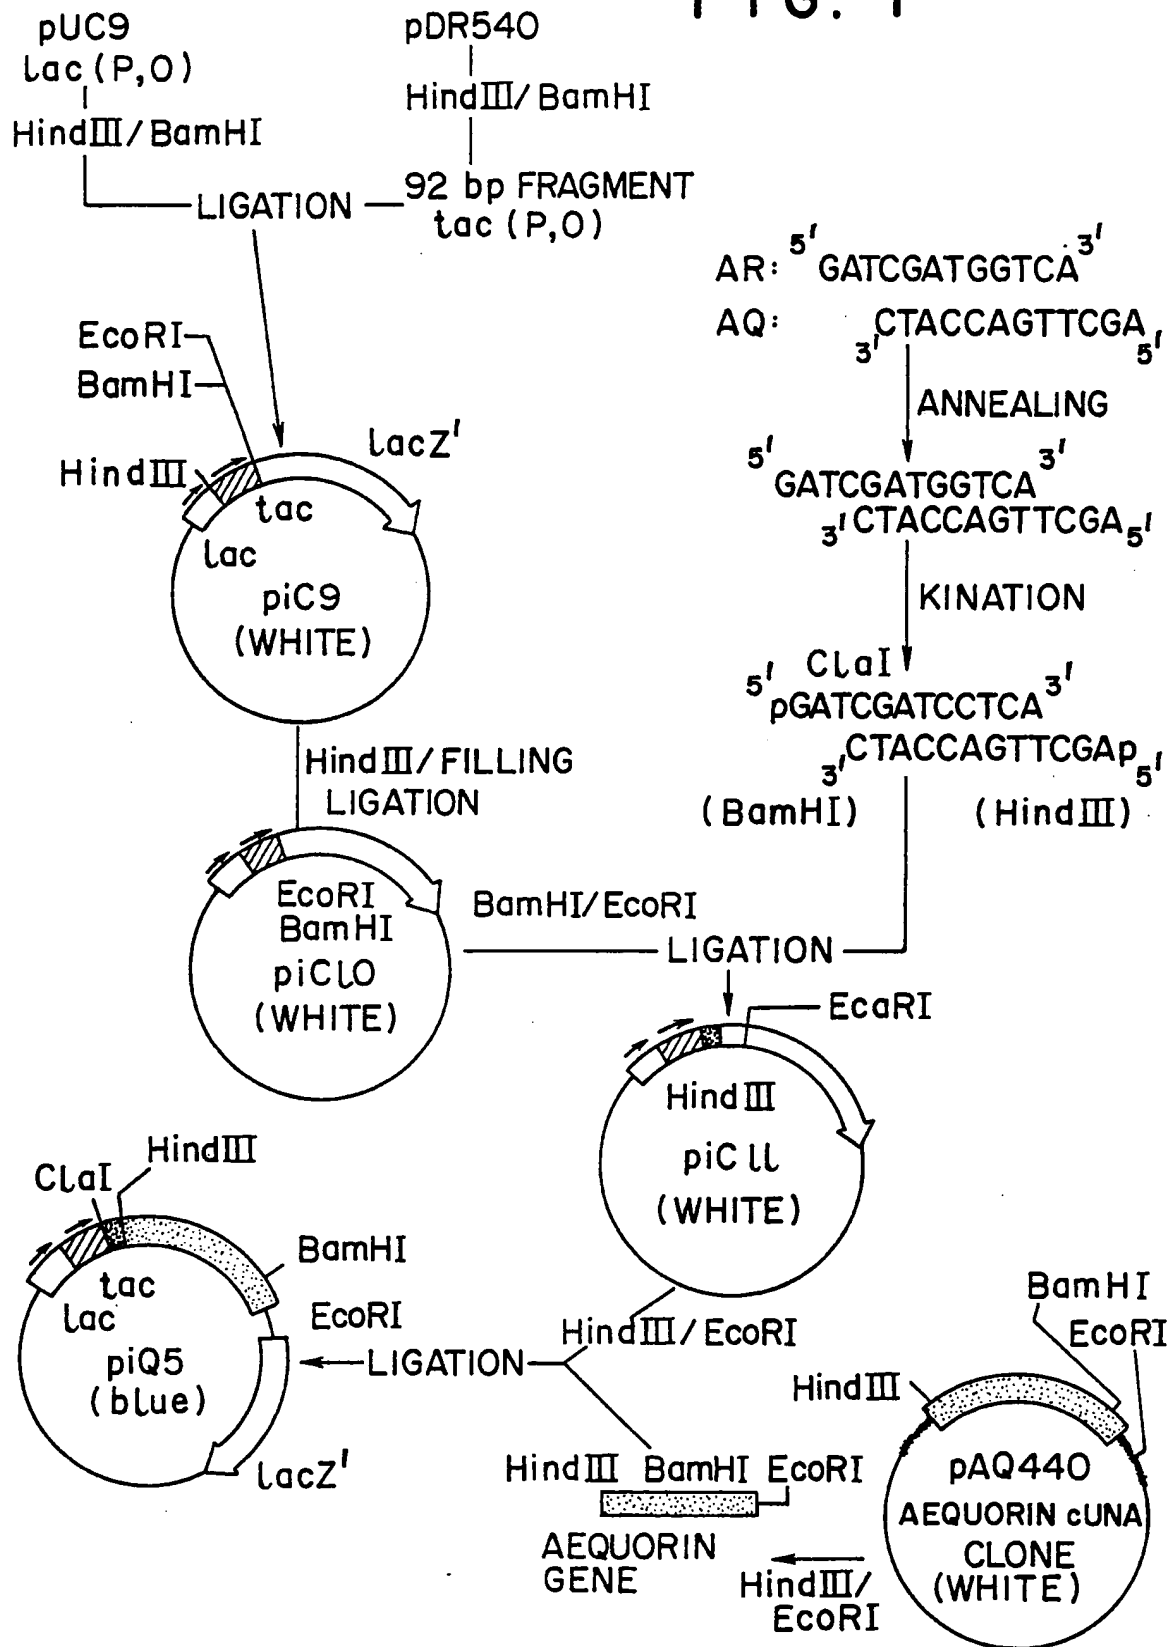 FIG. 1
pUC9
lac (P,O)
HindIII/BamHI
pDR540
HindIII/BamHI
92 bp FRAGMENT
tac (P,O)
LIGATION
AR: 5' GATCGATGGTCA 3'
AQ: 3' CTACCAGTTCGA 5'
ANNEALING
5' GATCGATGGTCA 3'
3' CTACCAGTTCGA 5'
KINATION
ClaI
5' pGATCGATCCTCA 3'
3' CTACCAGTTCGAp 5'
(BamHI) (HindIII)
EcoRI
BamHI
HindIII
lacZ'
tac
lac
piC9
(WHITE)
HindIII/FILLING
LIGATION
EcoRI
BamHI
piCl0
(WHITE)
BamHI/EcoRI
LIGATION
EcaRI
HindIII
piC ll
(WHITE)
HindIII/EcoRI
ClaI
HindIII
BamHI
tac
lac
EcoRI
piQ5
(blue)
lacZ'
LIGATION
HindIII BamHI EcoRI
AEQUORIN
GENE
HindIII/
EcoRI
BamHI
EcoRI
HindIII
pAQ440
AEQUORIN cUNA
CLONE
(WHITE)